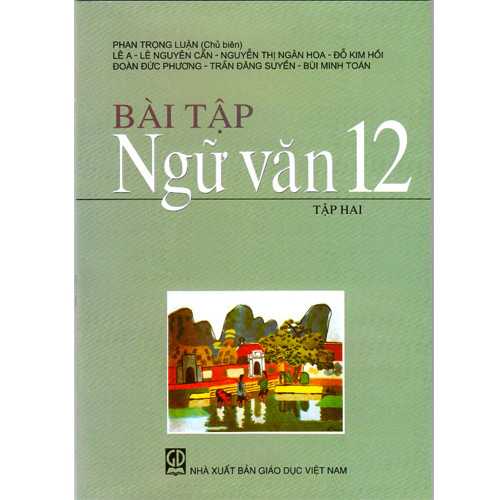 PHAN TRỌNG LUẬN (Chủ biên)
LÊ A - LÊ NGUYÊN CẨN - NGUYỄN THỊ NGÂN HOA - ĐỖ KIM HỒI
ĐOÀN ĐỨC PHƯƠNG - TRẦN ĐĂNG SUYỀN - BÙI MINH TOÁN
BÀI TẬP
Ngữ văn 12
TẬP HAI
GD
NHÀ XUẤT BẢN GIÁO DỤC VIỆT NAM